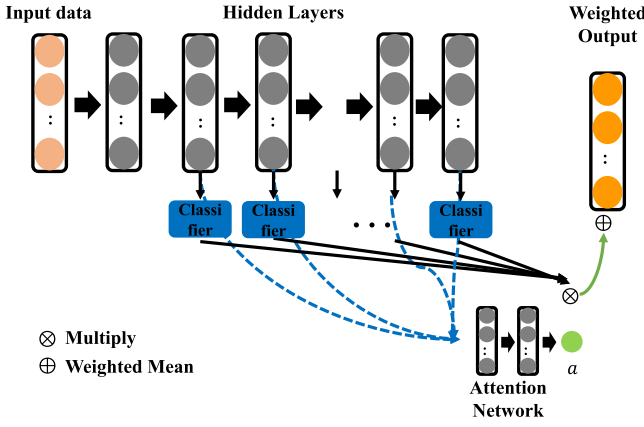 Input data
Hidden Layers
Weighted
Output
Classi
fier
Classi
fier
Classi
fier
Multiply
Weighted Mean
a
Attention
Network